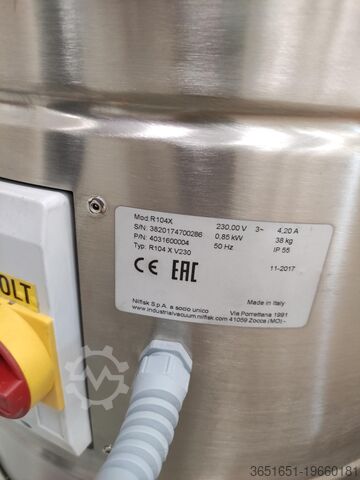 Mod.R104X 230.00 V 3~ 4,20 A
S/N: 3820174700286 0,85 kW 38 kg
P/N: 4031600004 50 Hz IP 55
Typ: R104 X V230
CE EAC 11-2017
Nilfisk S.p.A. a socio unico Made in Italy
www.industrialvacuum.nilfisk.com Via Porrettana 1991
41059 Zocca (MO) -
OLT
Machineseeker
3651651-19660181